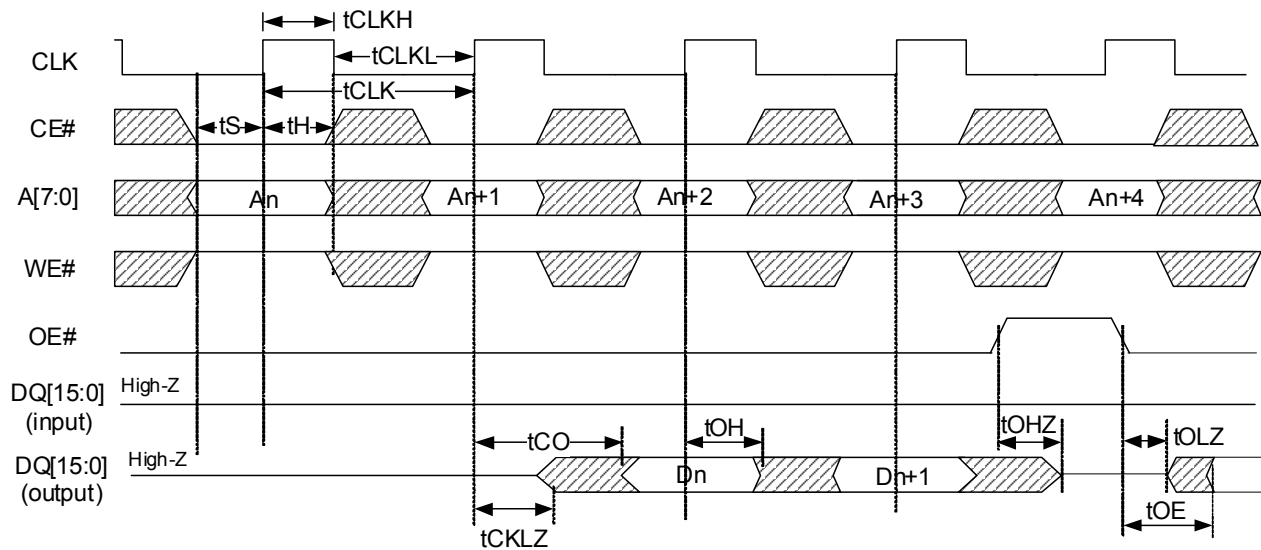 tCLKH
CLK
tCLKL
tCLK
CE#
tS
tH
A[7:0]
An
An+1
An+2
An+3
An+4
WE#
OE#
DQ[15:0]
(input)
High-Z
tOHZ
tOLZ
tCO
tOH
DQ[15:0]
(output)
High-Z
Dn
Dn+1
tOE
tCKLZ